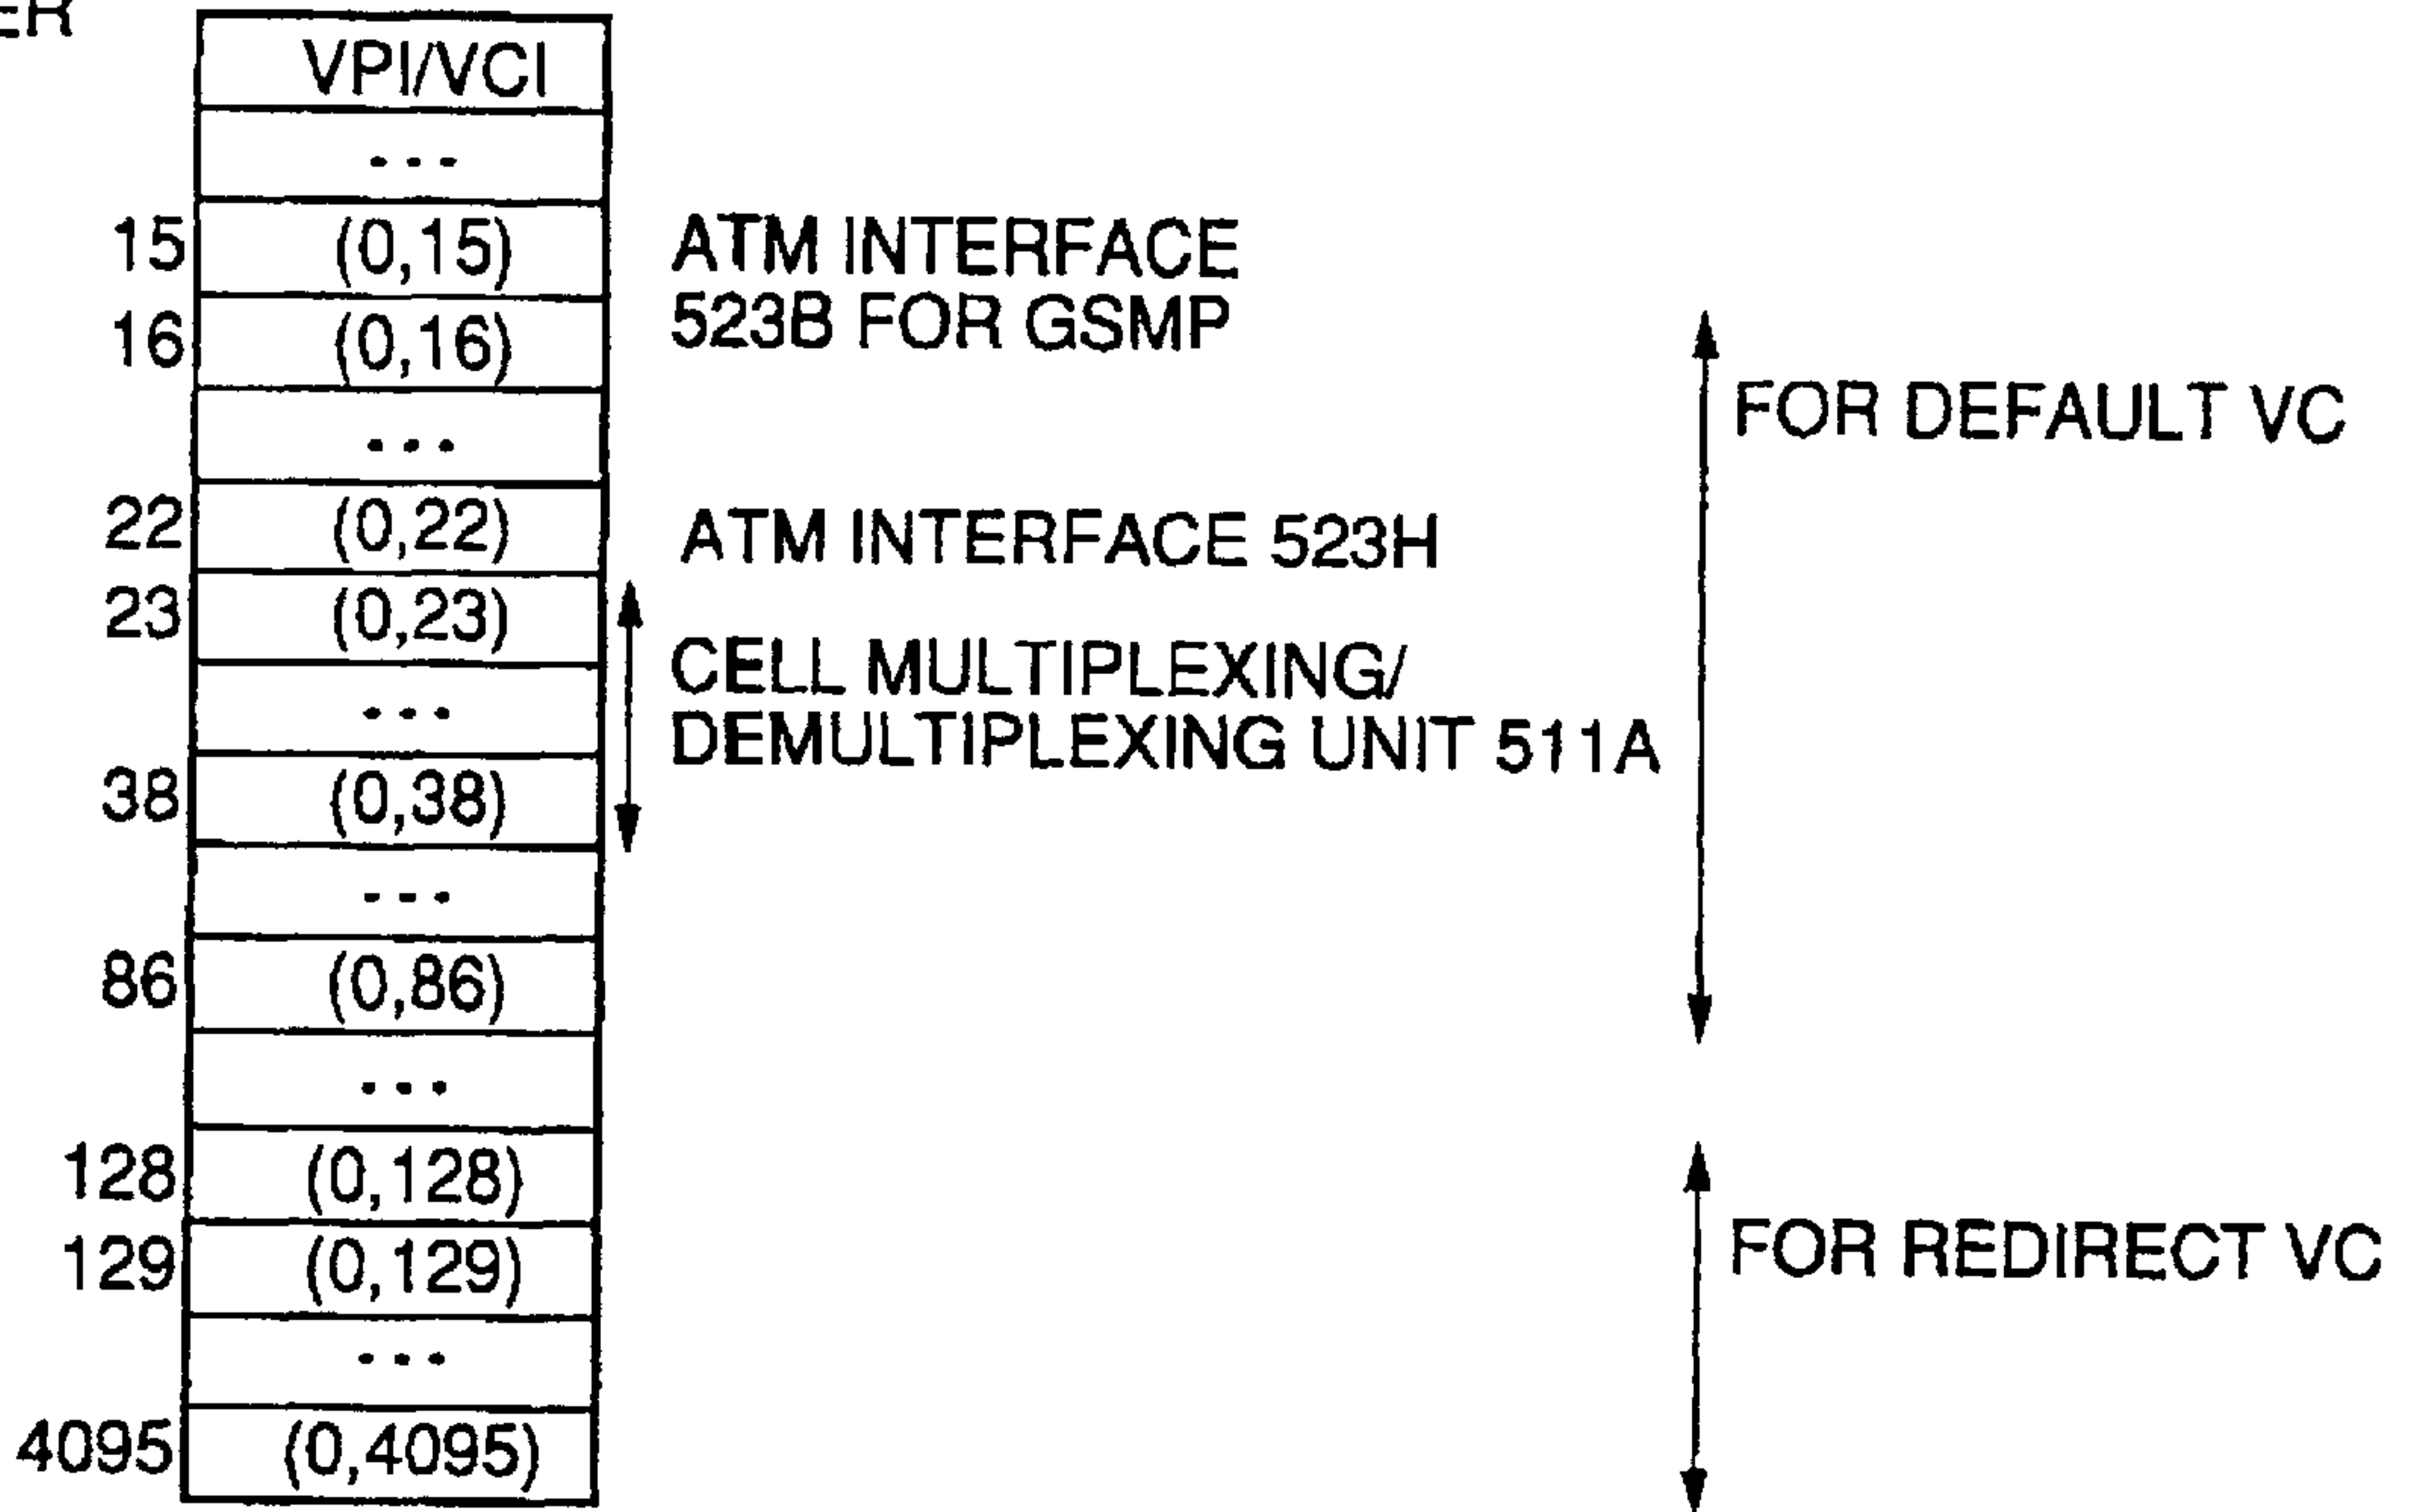 VPI/VCI
...
15 (0,15) ATM INTERFACE
16 (0,16) 523B FOR GSMP
...
FOR DEFAULT VC
22 (0,22) ATM INTERFACE 523H
23 (0,23)
CELL MULTIPLEXING/
... DEMULTIPLEXING UNIT 511A
38 (0,38)
...
86 (0,86)
...
128 (0,128)
129 (0,129) FOR REDIRECT VC
...
4095 (0,4095)